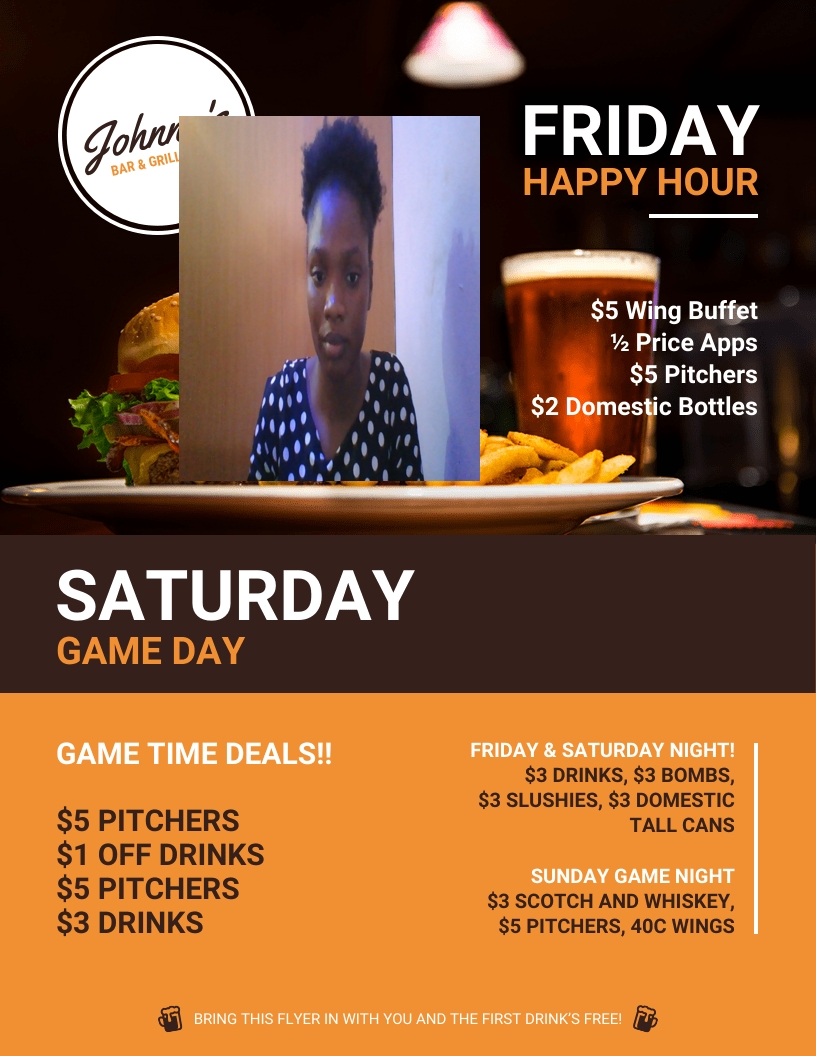 BAR & GRILL
FRIDAY
HAPPY HOUR
$5 Wing Buffet
½ Price Apps
$5 Pitchers
$2 Domestic Bottles
SATURDAY
GAME DAY
GAME TIME DEALS!!
$5 PITCHERS
$1 OFF DRINKS
$5 PITCHERS
$3 DRINKS
FRIDAY & SATURDAY NIGHT!
$3 DRINKS, $3 BOMBS,
$3 SLUSHIES, $3 DOMESTIC
TALL CANS
SUNDAY GAME NIGHT
$3 SCOTCH AND WHISKEY,
$5 PITCHERS, 40C WINGS
BRING THIS FLYER IN WITH YOU AND THE FIRST DRINK'S FREE!